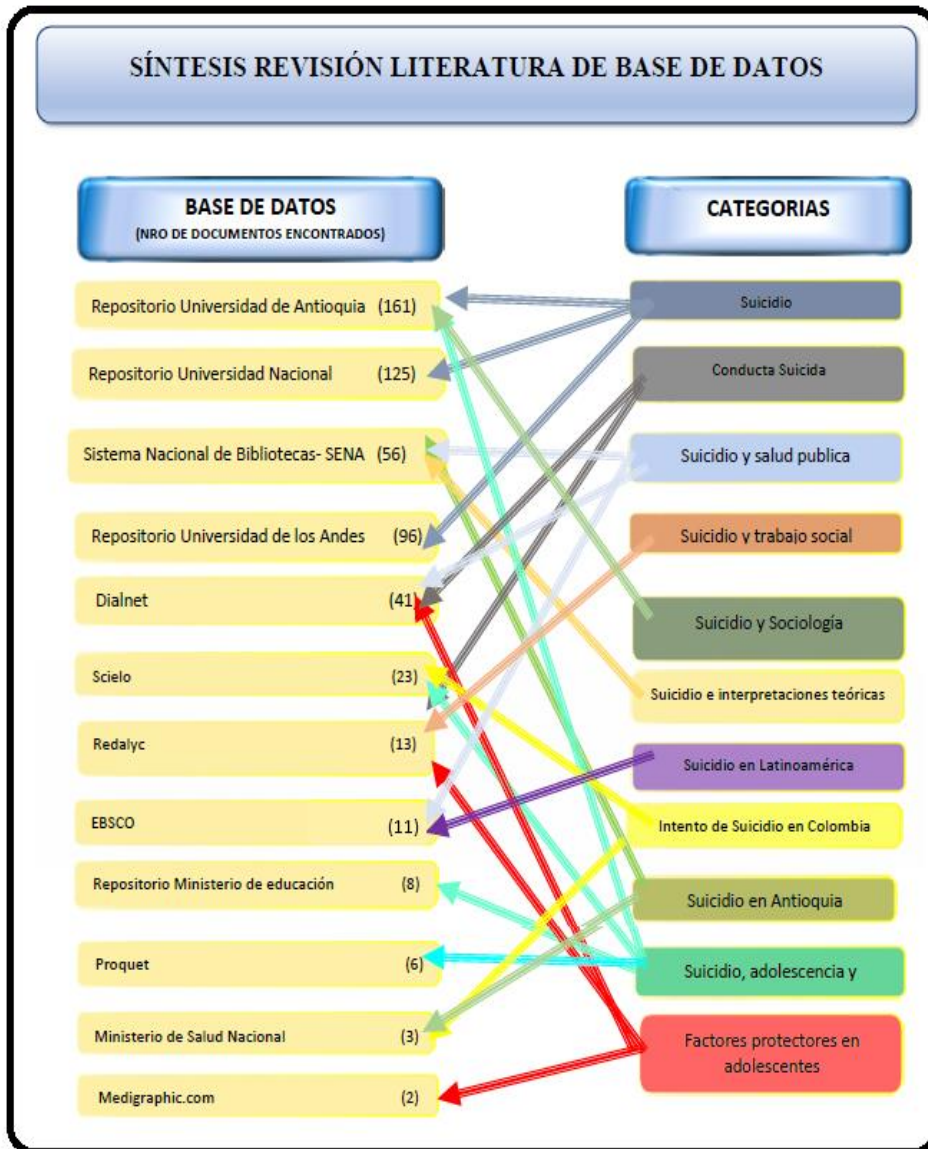 SÍNTESIS REVISIÓN LITERATURA DE BASE DE DATOS
BASE DE DATOS
(NRO DE DOCUMENTOS ENCONTRADOS)
Repositorio Universidad de Antioquia (161)
Repositorio Universidad Nacional (125)
Sistema Nacional de Bibliotecas- SENA (56)
Repositorio Universidad de los Andes (96)
Dialnet (41)
Scielo (23)
Redalyc (13)
EBSCO (11)
Repositorio Ministerio de educación (8)
Proquet (6)
Ministerio de Salud Nacional (3)
Medigraphic.com (2)
CATEGORIAS
Suicidio
Conducta Suicida
Suicidio y salud publica
Suicidio y trabajo social
Suicidio y Sociología
Suicidio e interpretaciones teóricas
Suicidio en Latinoamérica
Intento de Suicidio en Colombia
Suicidio en Antioquia
Suicidio, adolescencia y
Factores protectores en
adolescentes